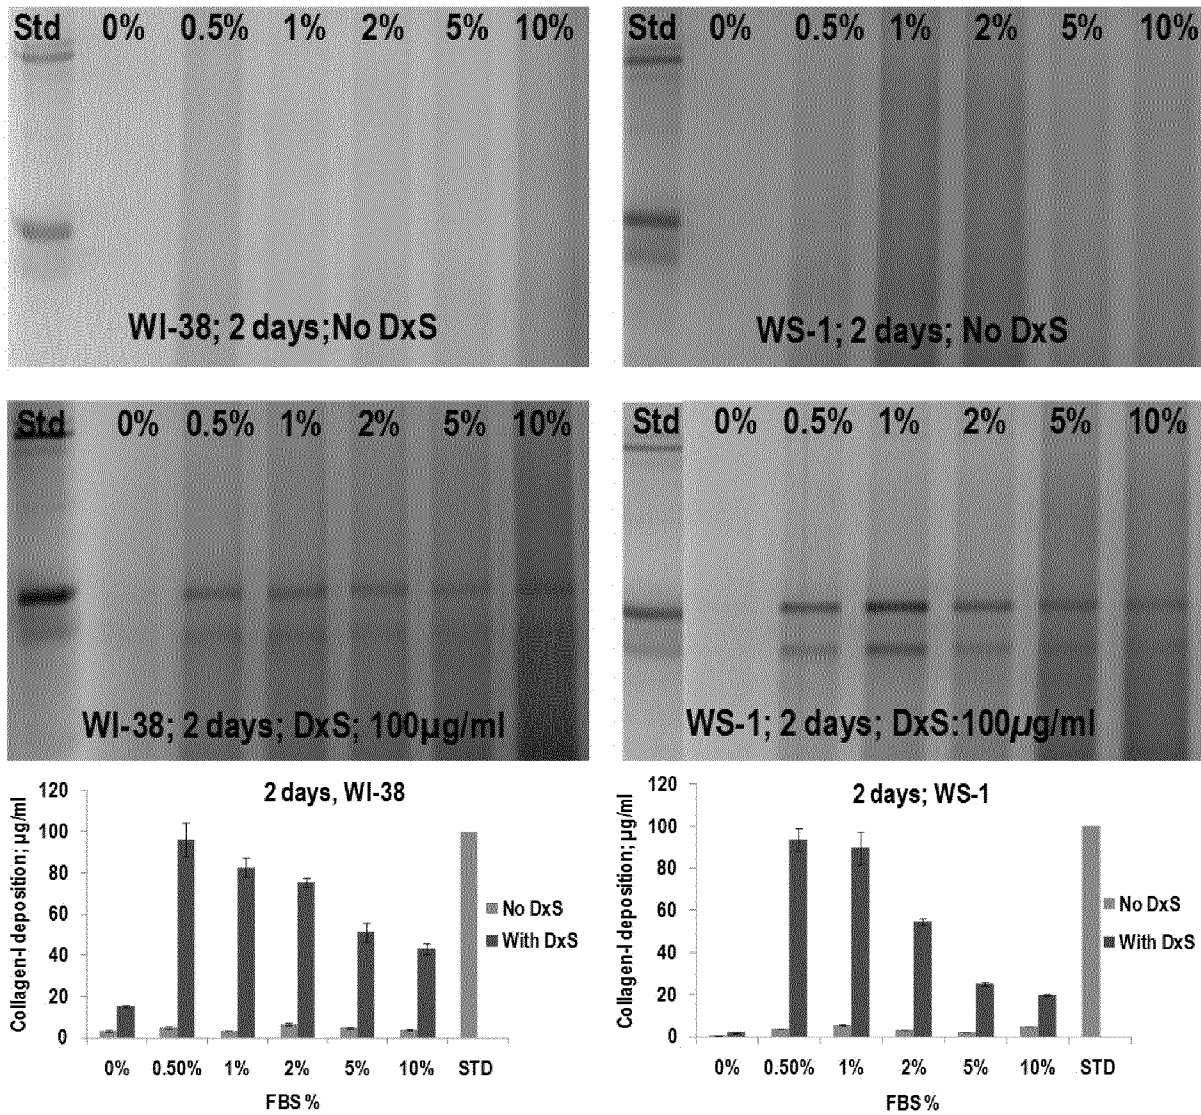 Std 0% 0.5% 1% 2% 5% 10%
WI-38; 2 days;No DxS
Std 0% 0.5% 1% 2% 5% 10%
WS-1; 2 days; No DxS
Std 0% 0.5% 1% 2% 5% 10%
WI-38; 2 days; DxS; 100µg/ml
Std 0% 0.5% 1% 2% 5% 10%
WS-1; 2 days; DxS:100µg/ml
2 days, WI-38
Collagen-I deposition; µg/ml
120
100
80
60
40
20
0
0% 0.50% 1% 2% 5% 10% STD
FBS %
No DxS
With DxS
2 days; WS-1
Collagen-I deposition; µg/ml
120
100
80
60
40
20
0
0% 0.50% 1% 2% 5% 10% STD
FBS %
No DxS
With DxS